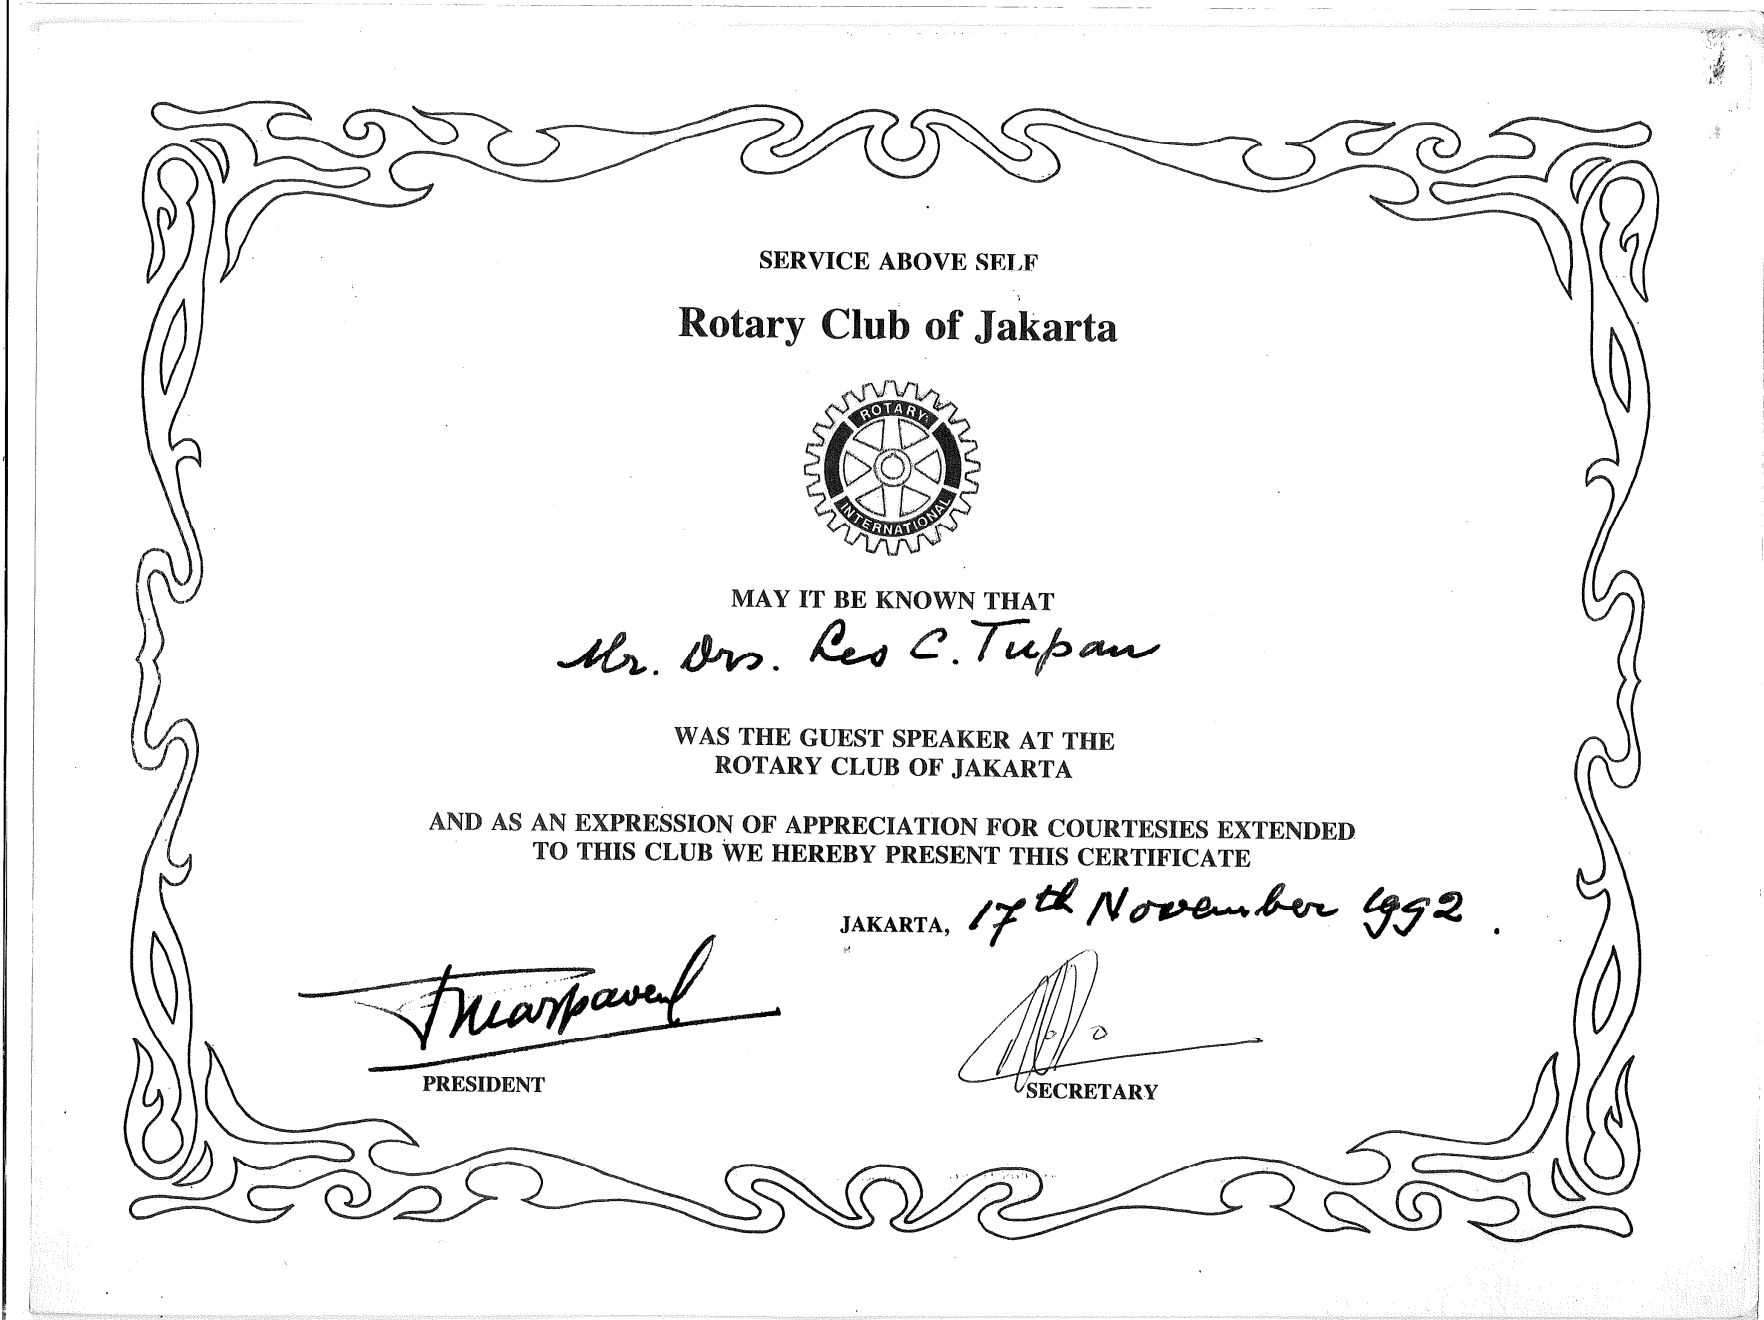 SERVICE ABOVE SELF
Rotary Club of Jakarta
ROTARY
INTERNATIONAL
MAY IT BE KNOWN THAT
Mr. Drs. Leo C. Tupan
WAS THE GUEST SPEAKER AT THE
ROTARY CLUB OF JAKARTA
AND AS AN EXPRESSION OF APPRECIATION FOR COURTESIES EXTENDED
TO THIS CLUB WE HEREBY PRESENT THIS CERTIFICATE
JAKARTA, 17th November 1992.
PRESIDENT
SECRETARY